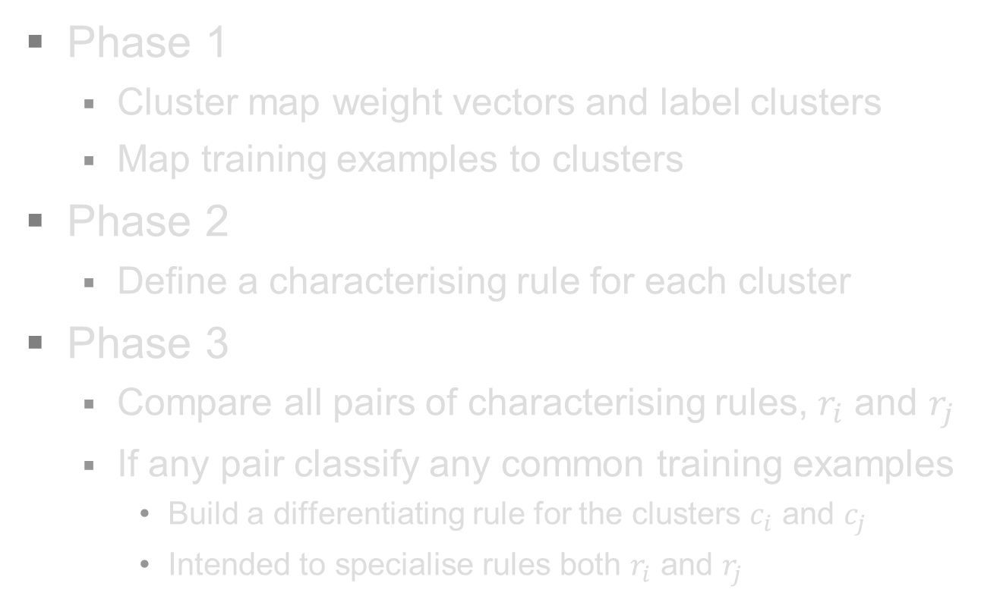 ▪ Phase 1
▪ Cluster map weight vectors and label clusters
▪ Map training examples to clusters
▪ Phase 2
▪ Define a characterising rule for each cluster
▪ Phase 3
▪ Compare all pairs of characterising rules, $r_i$ and $r_j$
▪ If any pair classify any common training examples
• Build a differentiating rule for the clusters $c_i$ and $c_j$
• Intended to specialise rules both $r_i$ and $r_j$